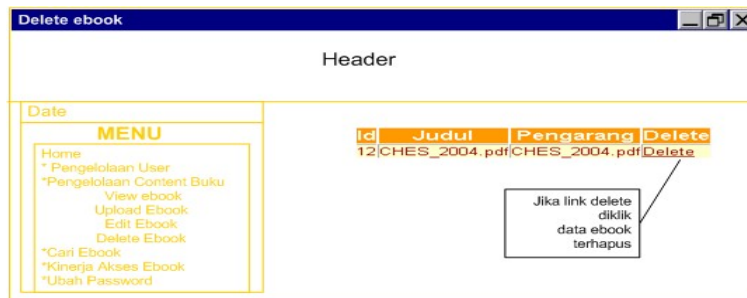 Delete ebook
Header
Date
MENU
Home
* Pengelolaan User
*Pengelolaan Content Buku
View ebook
Upload Ebook
Edit Ebook
Delete Ebook
*Cari Ebook
*Kinerja Akses Ebook
*Ubah Password
Id Judul Pengarang Delete
12 CHES_2004.pdf CHES_2004.pdf Delete
Jika link delete
diklik
data ebook
terhapus